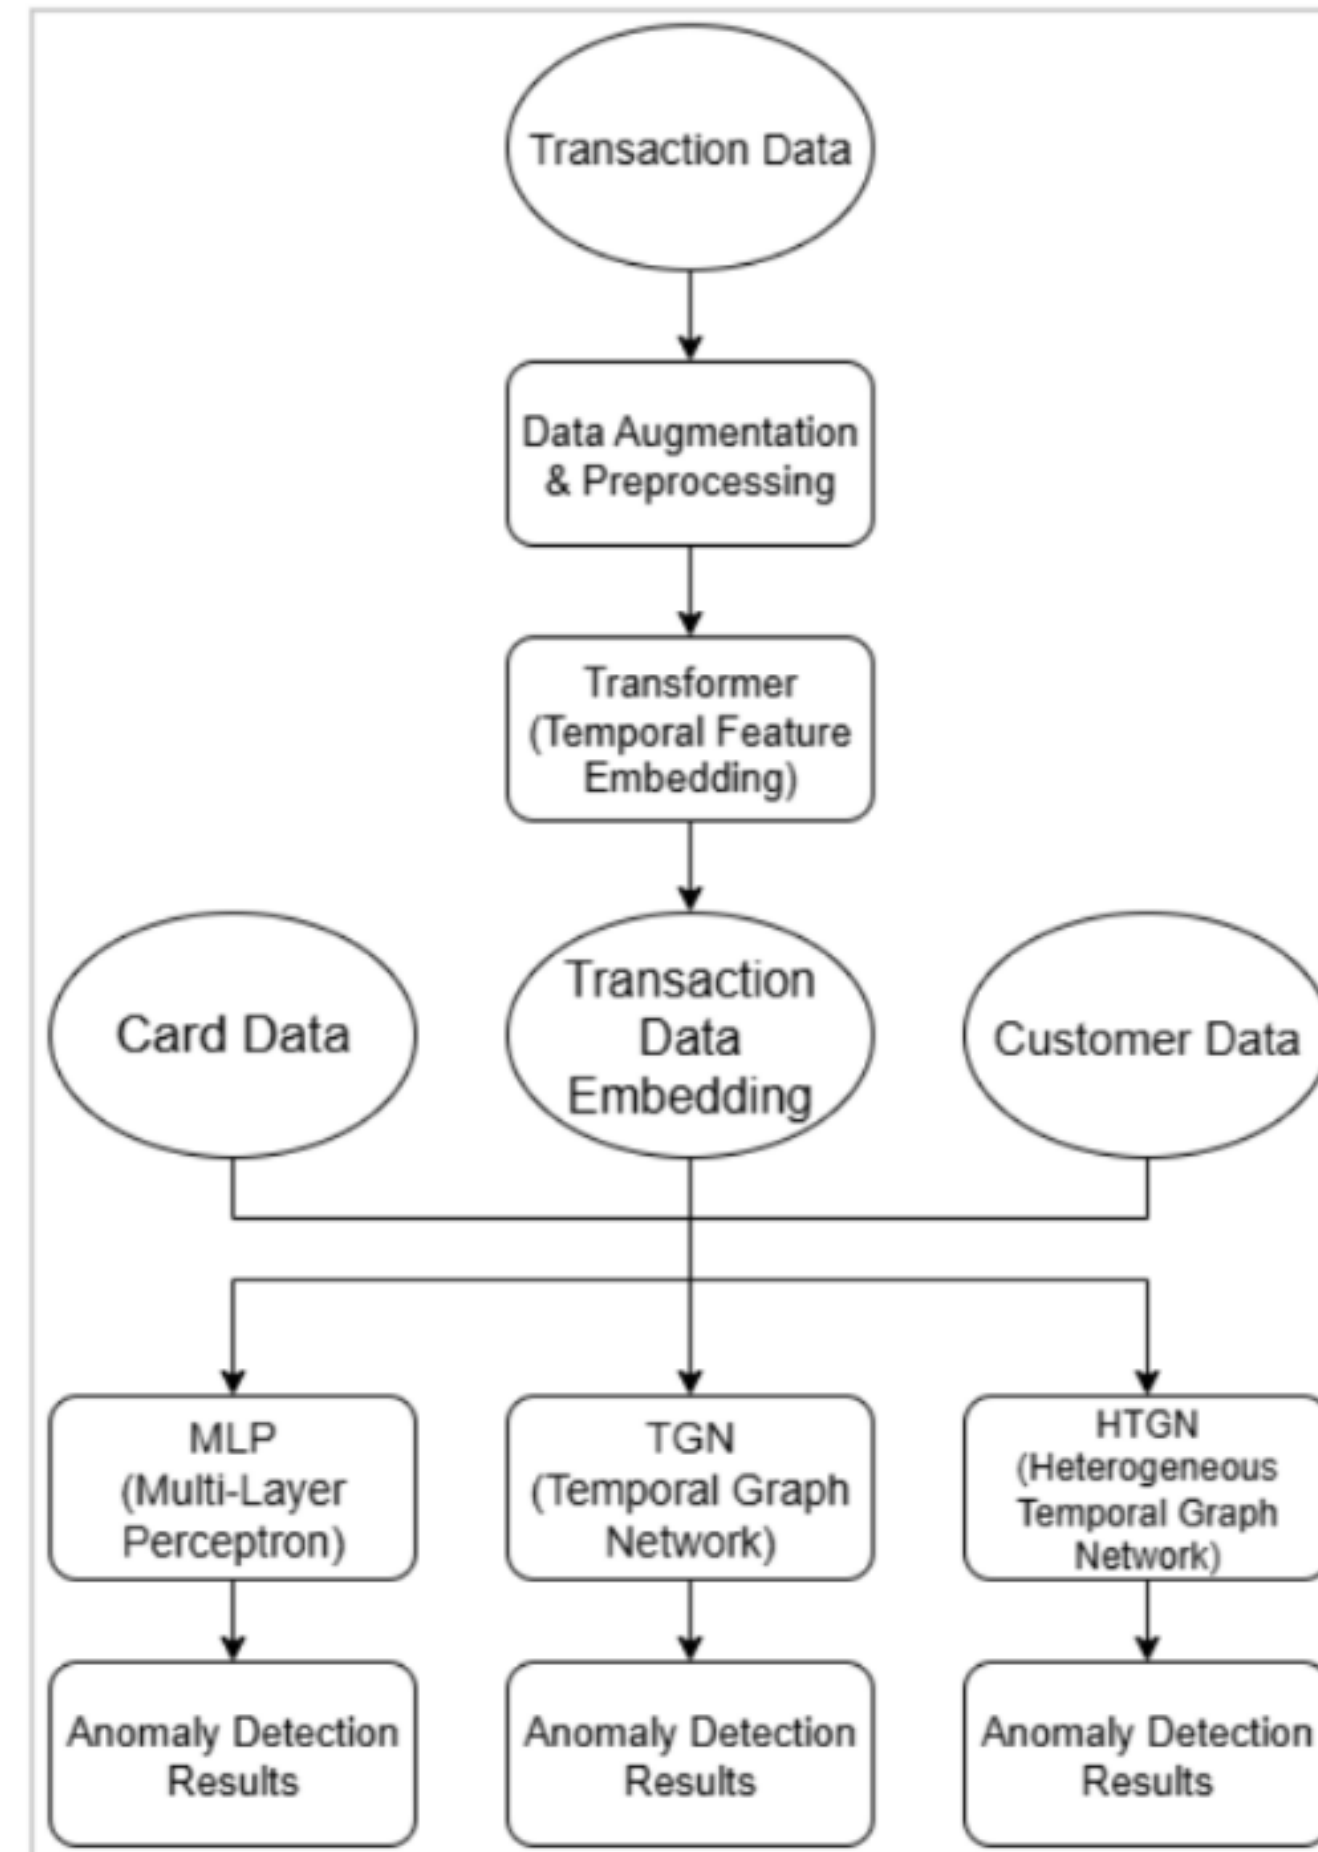 Transaction Data
Data Augmentation
& Preprocessing
Transformer
(Temporal Feature
Embedding)
Card Data
Transaction
Data
Embedding
Customer Data
MLP
(Multi-Layer
Perceptron)
TGN
(Temporal Graph
Network)
HTGN
(Heterogeneous
Temporal Graph
Network)
Anomaly Detection
Results
Anomaly Detection
Results
Anomaly Detection
Results